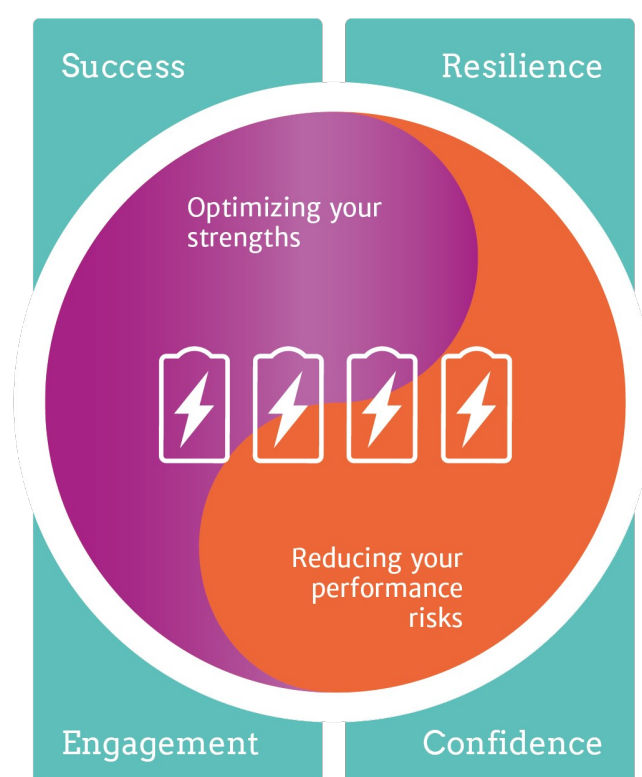 Success
Resilience
Optimizing your
strengths
Reducing your
performance
risks
Engagement
Confidence